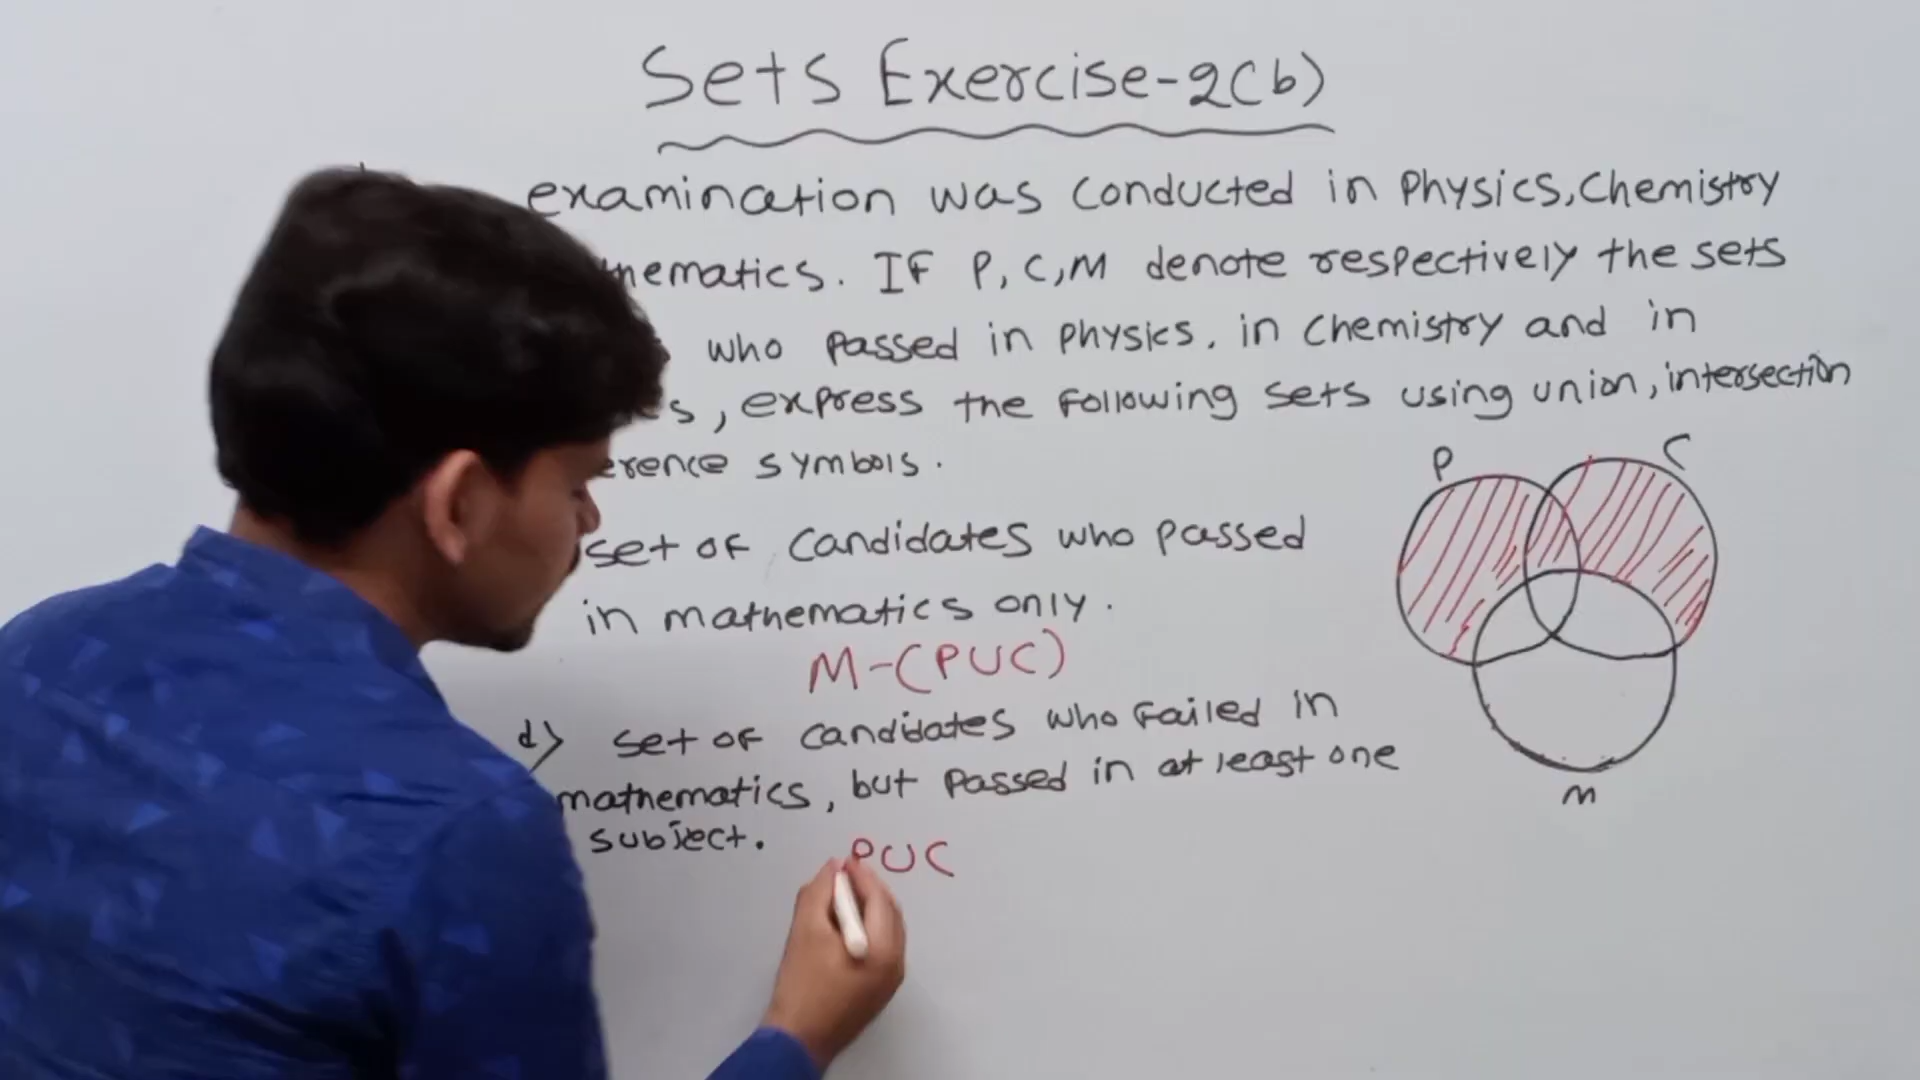 Sets Exercise-2(b)
examination was conducted in Physics, Chemistry
hematics. IF P, C, M denote respectively the sets
who passed in physics, in chemistry and in
s, express the following sets using union, intersection
erence symbols.
P
C
set of candidates who passed
in mathematics only.
M-(PUC)
d) set of candidates who failed in
mathematics, but passed in at least one
subject.
PUC
M